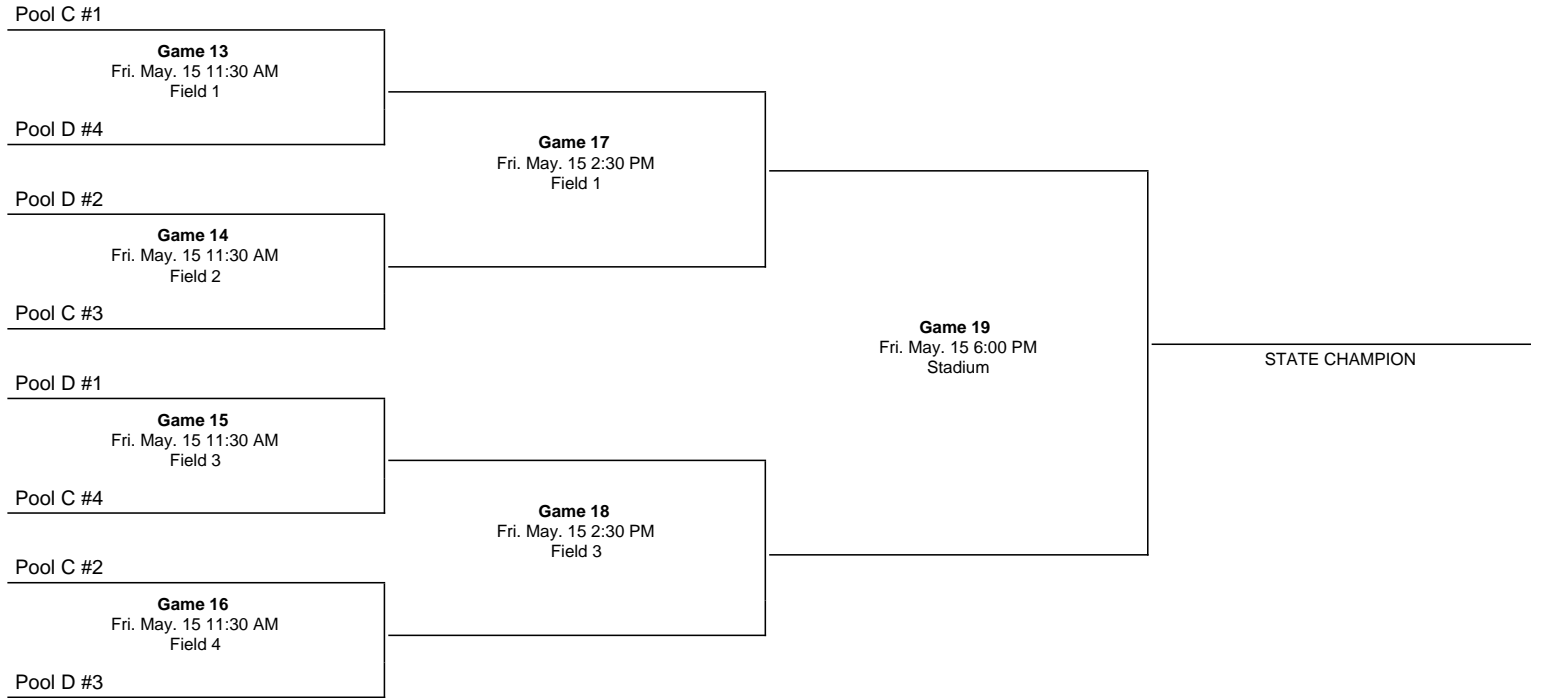 Pool C #1
Game 13
Fri. May. 15 11:30 AM
Field 1
Pool D #4
Pool D #2
Game 14
Fri. May. 15 11:30 AM
Field 2
Pool C #3
Game 17
Fri. May. 15 2:30 PM
Field 1
Pool D #1
Game 15
Fri. May. 15 11:30 AM
Field 3
Pool C #4
Pool C #2
Game 16
Fri. May. 15 11:30 AM
Field 4
Pool D #3
Game 18
Fri. May. 15 2:30 PM
Field 3
Game 19
Fri. May. 15 6:00 PM
Stadium
STATE CHAMPION